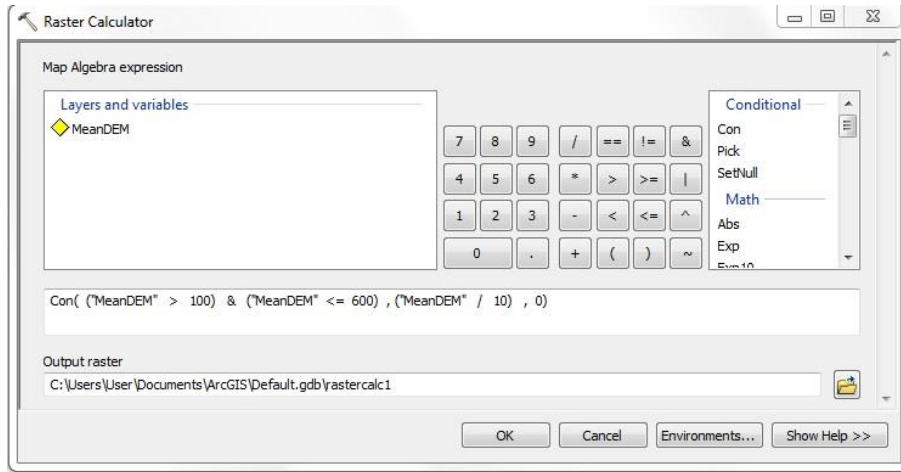 Raster Calculator
Map Algebra expression
Layers and variables
MeanDEM
7 8 9 / == != &
4 5 6 * > >= |
1 2 3 - < <= ^
0 . + ( ) ~
Conditional
Con
Pick
SetNull
Math
Abs
Exp
Exp10
Con( ("MeanDEM" > 100) & ("MeanDEM" <= 600) , ("MeanDEM" / 10) , 0)
Output raster
C:\Users\User\Documents\ArcGIS\Default.gdb\rastercalc1
OK Cancel Environments... Show Help >>